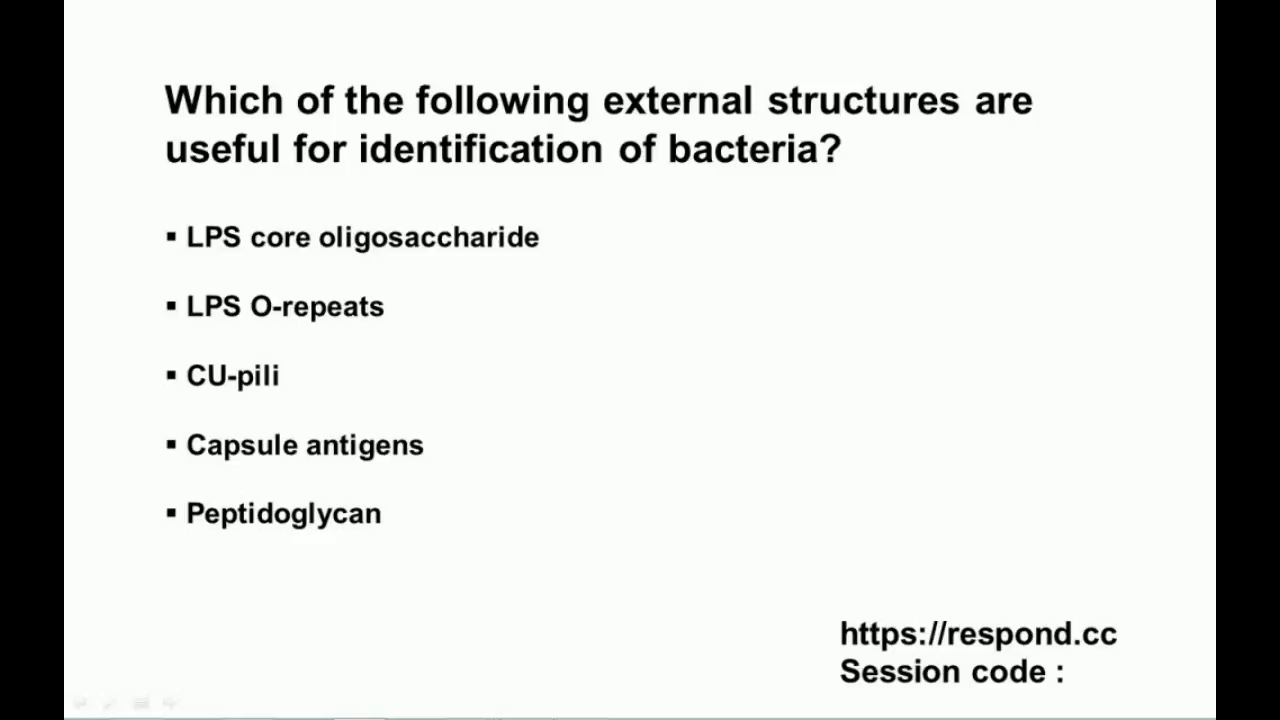 Which of the following external structures are
useful for identification of bacteria?
▪ LPS core oligosaccharide
▪ LPS O-repeats
▪ CU-pili
▪ Capsule antigens
▪ Peptidoglycan
https://respond.cc
Session code :